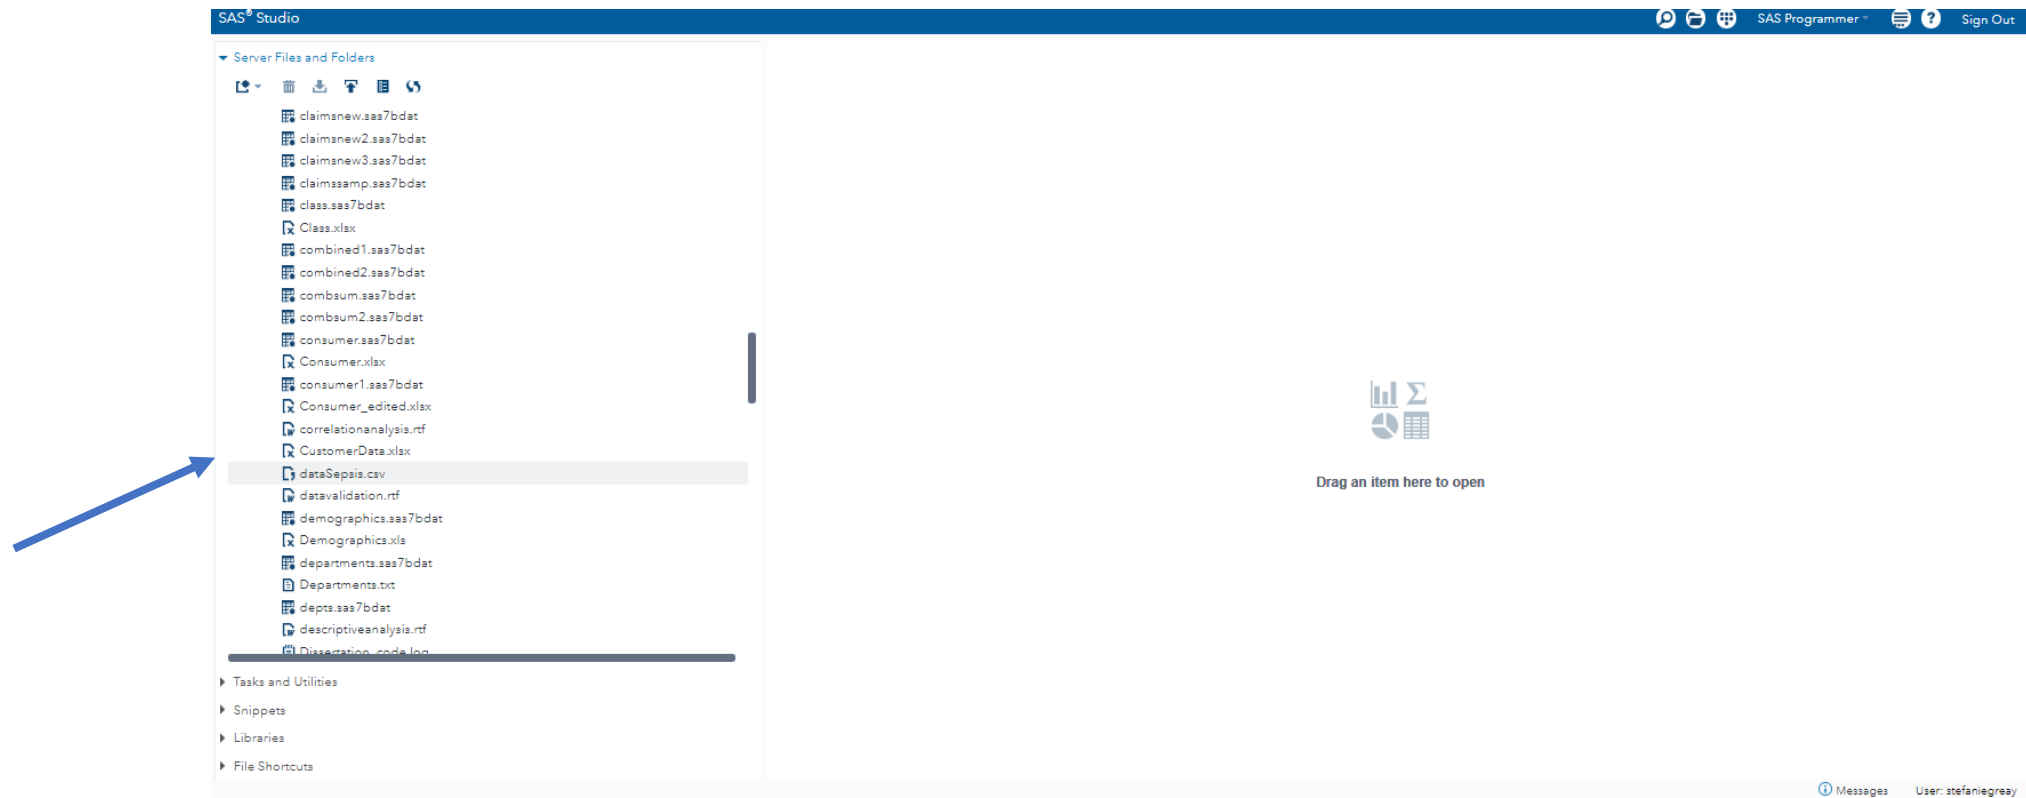 SAS® Studio
SAS Programmer
Sign Out
Server Files and Folders
claimsnew.sas7bdat
claimsnew2.sas7bdat
claimsnew3.sas7bdat
claimssamp.sas7bdat
class.sas7bdat
Class.xlsx
combined1.sas7bdat
combined2.sas7bdat
combsum.sas7bdat
combsum2.sas7bdat
consumer.sas7bdat
Consumer.xlsx
consumer1.sas7bdat
Consumer_edited.xlsx
correlationanalysis.rtf
CustomerData.xlsx
dataSepsis.csv
datavalidation.rtf
demographics.sas7bdat
Demographics.xls
departments.sas7bdat
Departments.txt
depts.sas7bdat
descriptiveanalysis.rtf
Dissertation_code.log
Tasks and Utilities
Snippets
Libraries
File Shortcuts
Drag an item here to open
Messages
User: stefaniegreay